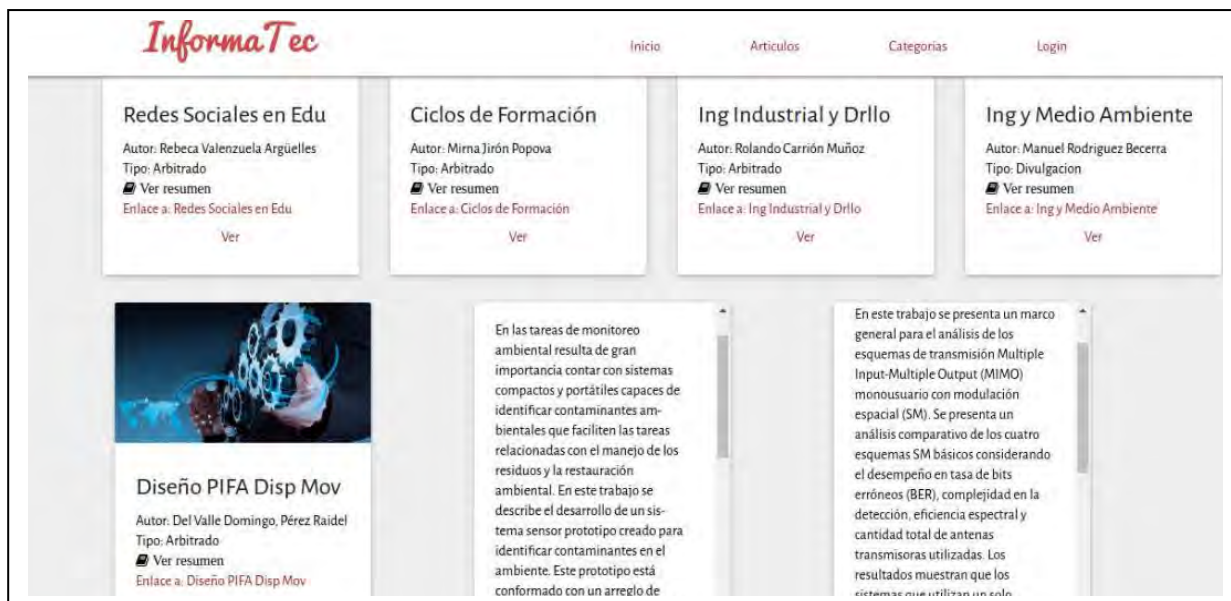 InformaTec
Inicio Articulos Categorias Login
Redes Sociales en Edu
Autor: Rebeca Valenzuela Argüelles
Tipo: Arbitrado
Ver resumen
Enlace a: Redes Sociales en Edu
Ver
Ciclos de Formación
Autor: Mirna Jirón Popova
Tipo: Arbitrado
Ver resumen
Enlace a: Ciclos de Formación
Ver
Ing Industrial y Drllo
Autor: Rolando Carrión Muñoz
Tipo: Arbitrado
Ver resumen
Enlace a: Ing Industrial y Drllo
Ver
Ing y Medio Ambiente
Autor: Manuel Rodriguez Becerra
Tipo: Divulgacion
Ver resumen
Enlace a: Ing y Medio Ambiente
Ver
Diseño PIFA Disp Mov
Autor: Del Valle Domingo, Pérez Raidel
Tipo: Arbitrado
Ver resumen
Enlace a: Diseño PIFA Disp Mov
En las tareas de monitoreo
ambiental resulta de gran
importancia contar con sistemas
compactos y portátiles capaces de
identificar contaminantes am-
bientales que faciliten las tareas
relacionadas con el manejo de los
residuos y la restauración
ambiental. En este trabajo se
describe el desarrollo de un sis-
tema sensor prototipo creado para
identificar contaminantes en el
ambiente. Este prototipo está
conformado con un arreglo de
En este trabajo se presenta un marco
general para el análisis de los
esquemas de transmisión Multiple
Input-Multiple Output (MIMO)
monousuario con modulación
espacial (SM). Se presenta un
análisis comparativo de los cuatro
esquemas SM básicos considerando
el desempeño en tasa de bits
erróneos (BER), complejidad en la
detección, eficiencia espectral y
cantidad total de antenas
transmisoras utilizadas. Los
resultados muestran que los
sistemas que utilizan un solo